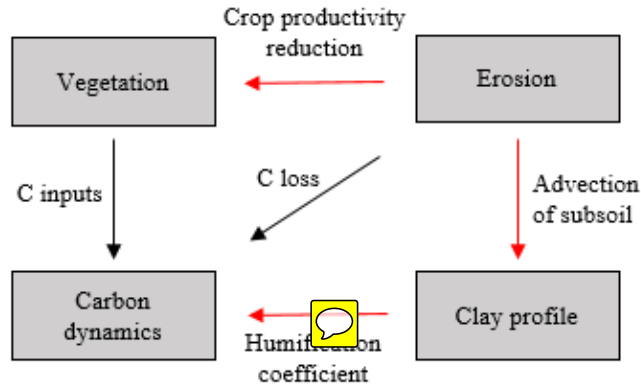 Crop productivity
reduction
Vegetation
Erosion
C inputs
C loss
Advection
of subsoil
Carbon
dynamics
Clay profile
coefficient